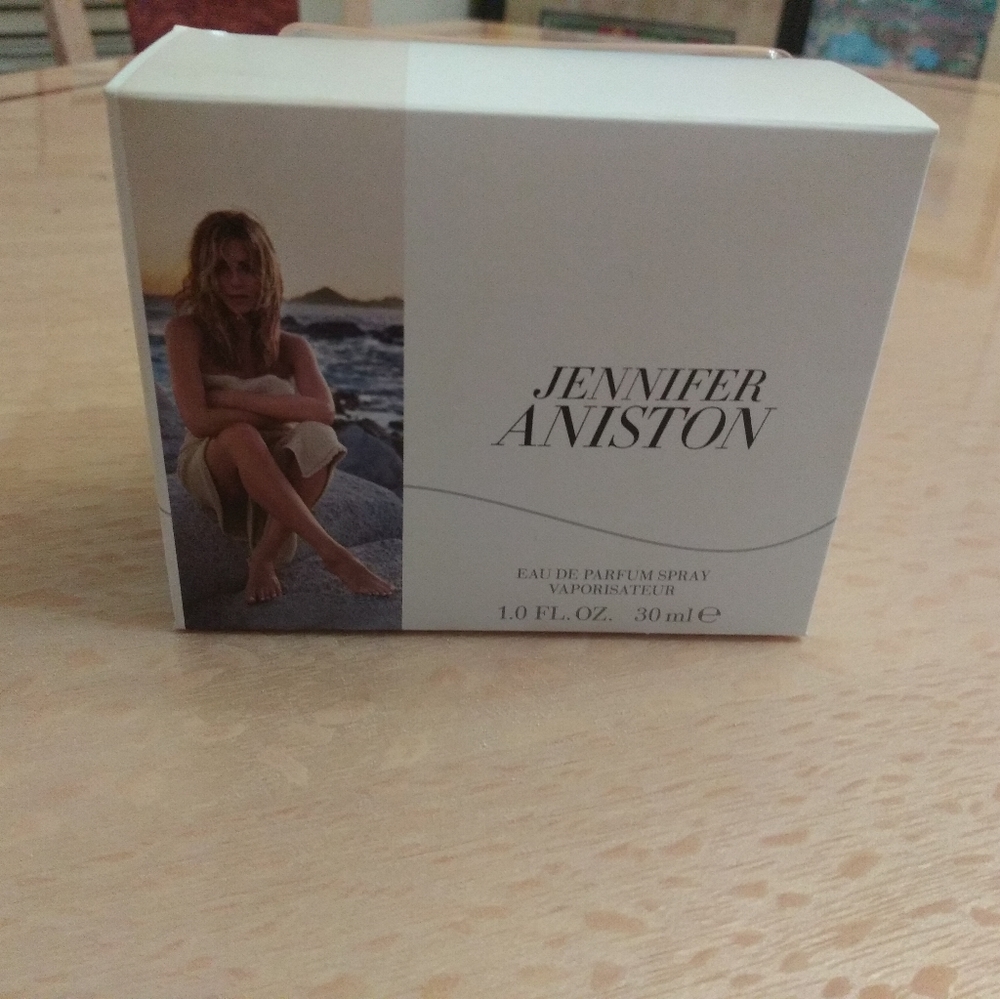 JENNIFER
ANISTON
EAU DE PARFUM SPRAY
VAPORISATEUR
1.0 FL. OZ. 30 ml ℮